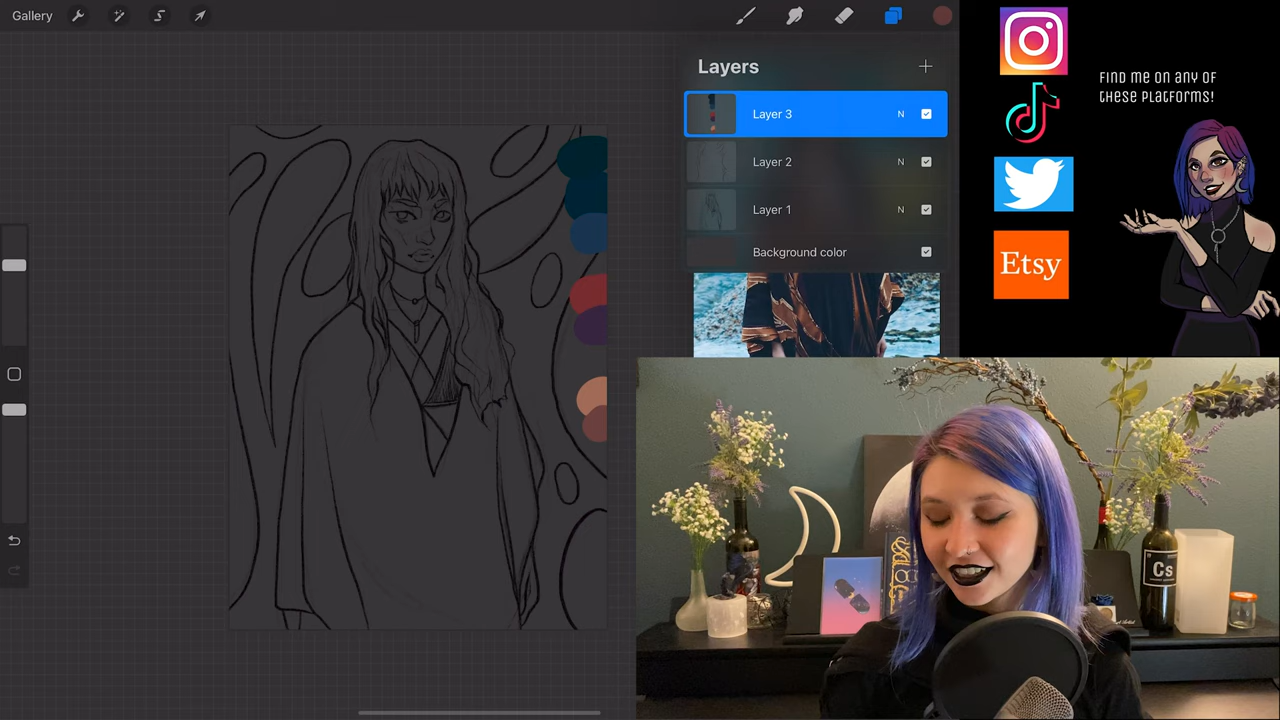 Gallery
Layers
Layer 3
N
Layer 2
N
Layer 1
N
Background color
FIND ME ON ANY OF
THESE PLATFORMS!
Etsy
Cs